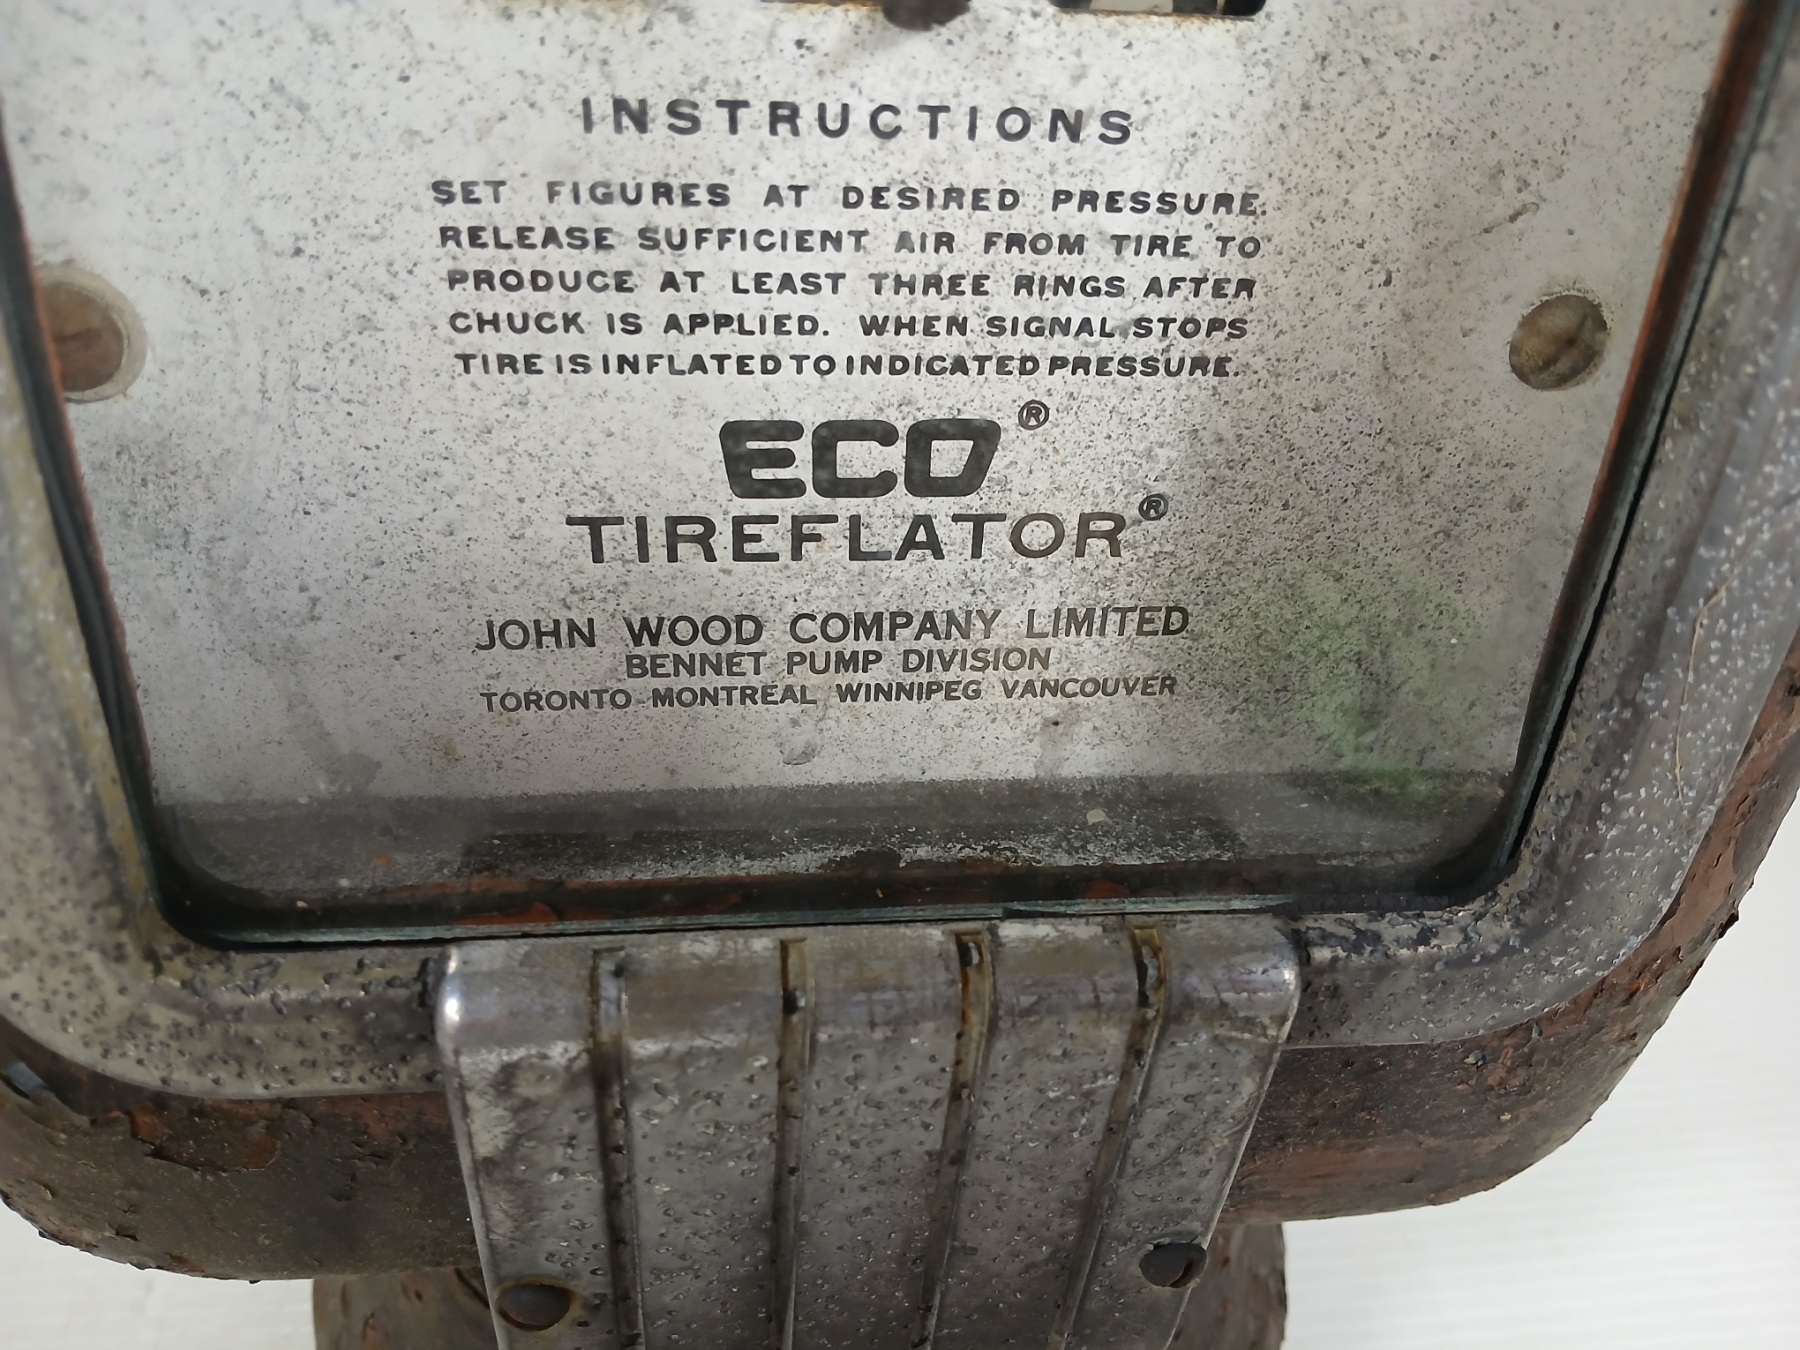 INSTRUCTIONS
SET FIGURES AT DESIRED PRESSURE.
RELEASE SUFFICIENT AIR FROM TIRE TO
PRODUCE AT LEAST THREE RINGS AFTER
CHUCK IS APPLIED. WHEN SIGNAL STOPS
TIRE IS INFLATED TO INDICATED PRESSURE.
ECO®
TIREFLATOR®
JOHN WOOD COMPANY LIMITED
BENNET PUMP DIVISION
TORONTO MONTREAL WINNIPEG VANCOUVER